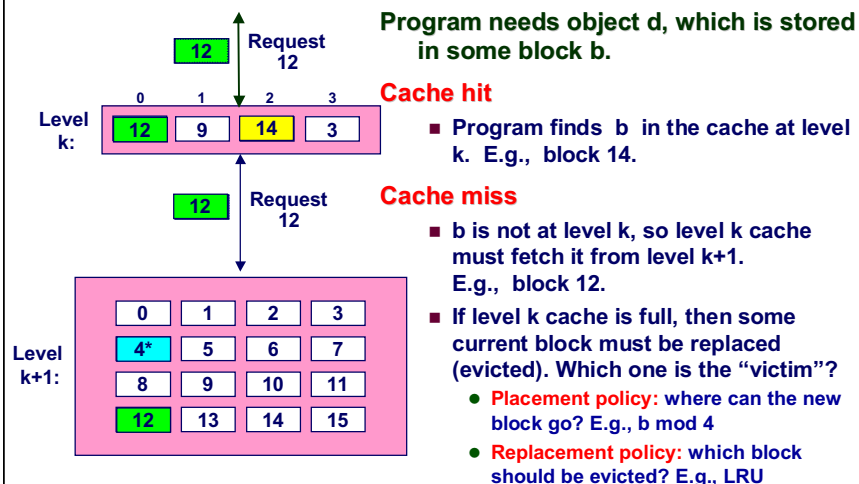 12
Request
12
0 1 2 3
Level
k:
12 9 14 3
12
Request
12
Level
k+1:
0 1 2 3
4* 5 6 7
8 9 10 11
12 13 14 15
Program needs object d, which is stored
in some block b.
Cache hit
■ Program finds b in the cache at level
k. E.g., block 14.
Cache miss
■ b is not at level k, so level k cache
must fetch it from level k+1.
E.g., block 12.
■ If level k cache is full, then some
current block must be replaced
(evicted). Which one is the “victim”?
● Placement policy: where can the new
block go? E.g., b mod 4
● Replacement policy: which block
should be evicted? E.g., LRU